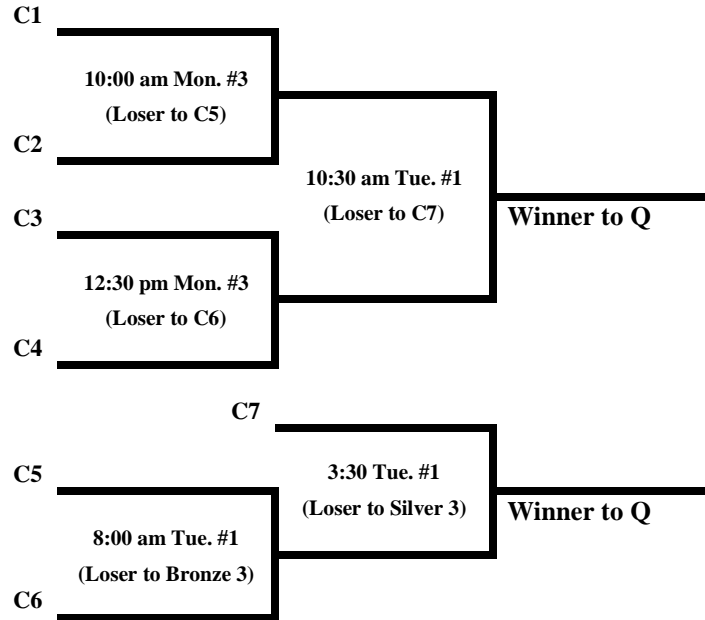 C1
10:00 am Mon. #3
(Loser to C5)
C2
10:30 am Tue. #1
(Loser to C7)
Winner to Q
C3
12:30 pm Mon. #3
(Loser to C6)
C4
C7
C5
3:30 Tue. #1
(Loser to Silver 3)
Winner to Q
8:00 am Tue. #1
(Loser to Bronze 3)
C6